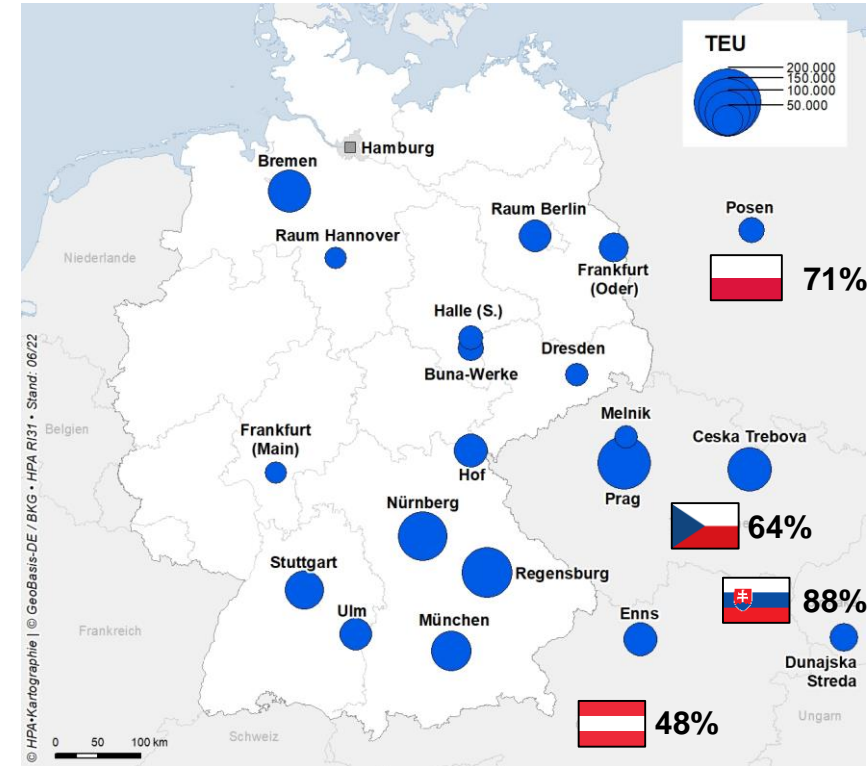 TEU
200.000
150.000
100.000
50.000
Hamburg
Bremen
Raum Berlin
Posen
Raum Hannover
Niederlande
Frankfurt
(Oder)
71%
Halle (S.)
Dresden
Buna-Werke
Melnik
Belgien
Frankfurt
(Main)
Ceska Trebova
Hof
Prag
Nürnberg
64%
Stuttgart
Regensburg
88%
Ulm
München
Enns
Frankreich
Dunajska
Streda
Ungarn
48%
Schweiz
0 50 100 km
© HPA•Kartographie | © GeoBasis-DE / BKG • HPA RI31 • Stand: 06/22